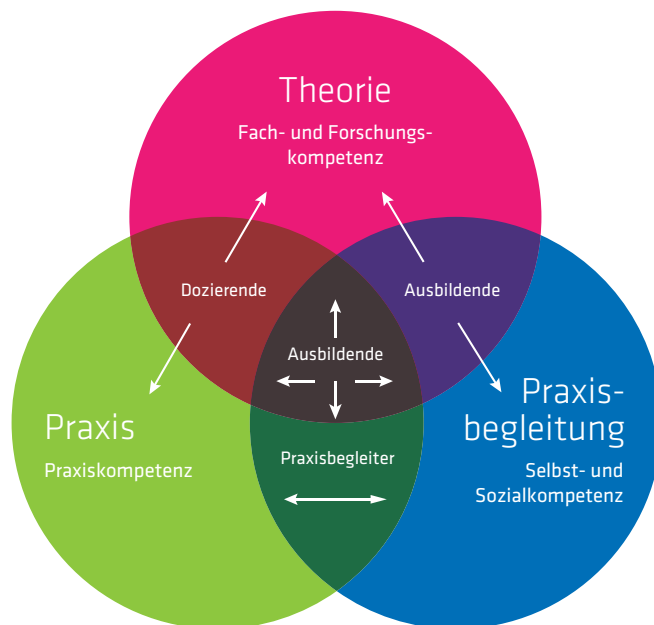 Theorie
Fach- und Forschungs-
kompetenz
Dozierende
Ausbildende
Ausbildende
Praxis
Praxiskompetenz
Praxis-
begleitung
Selbst- und
Sozialkompetenz
Praxisbegleiter